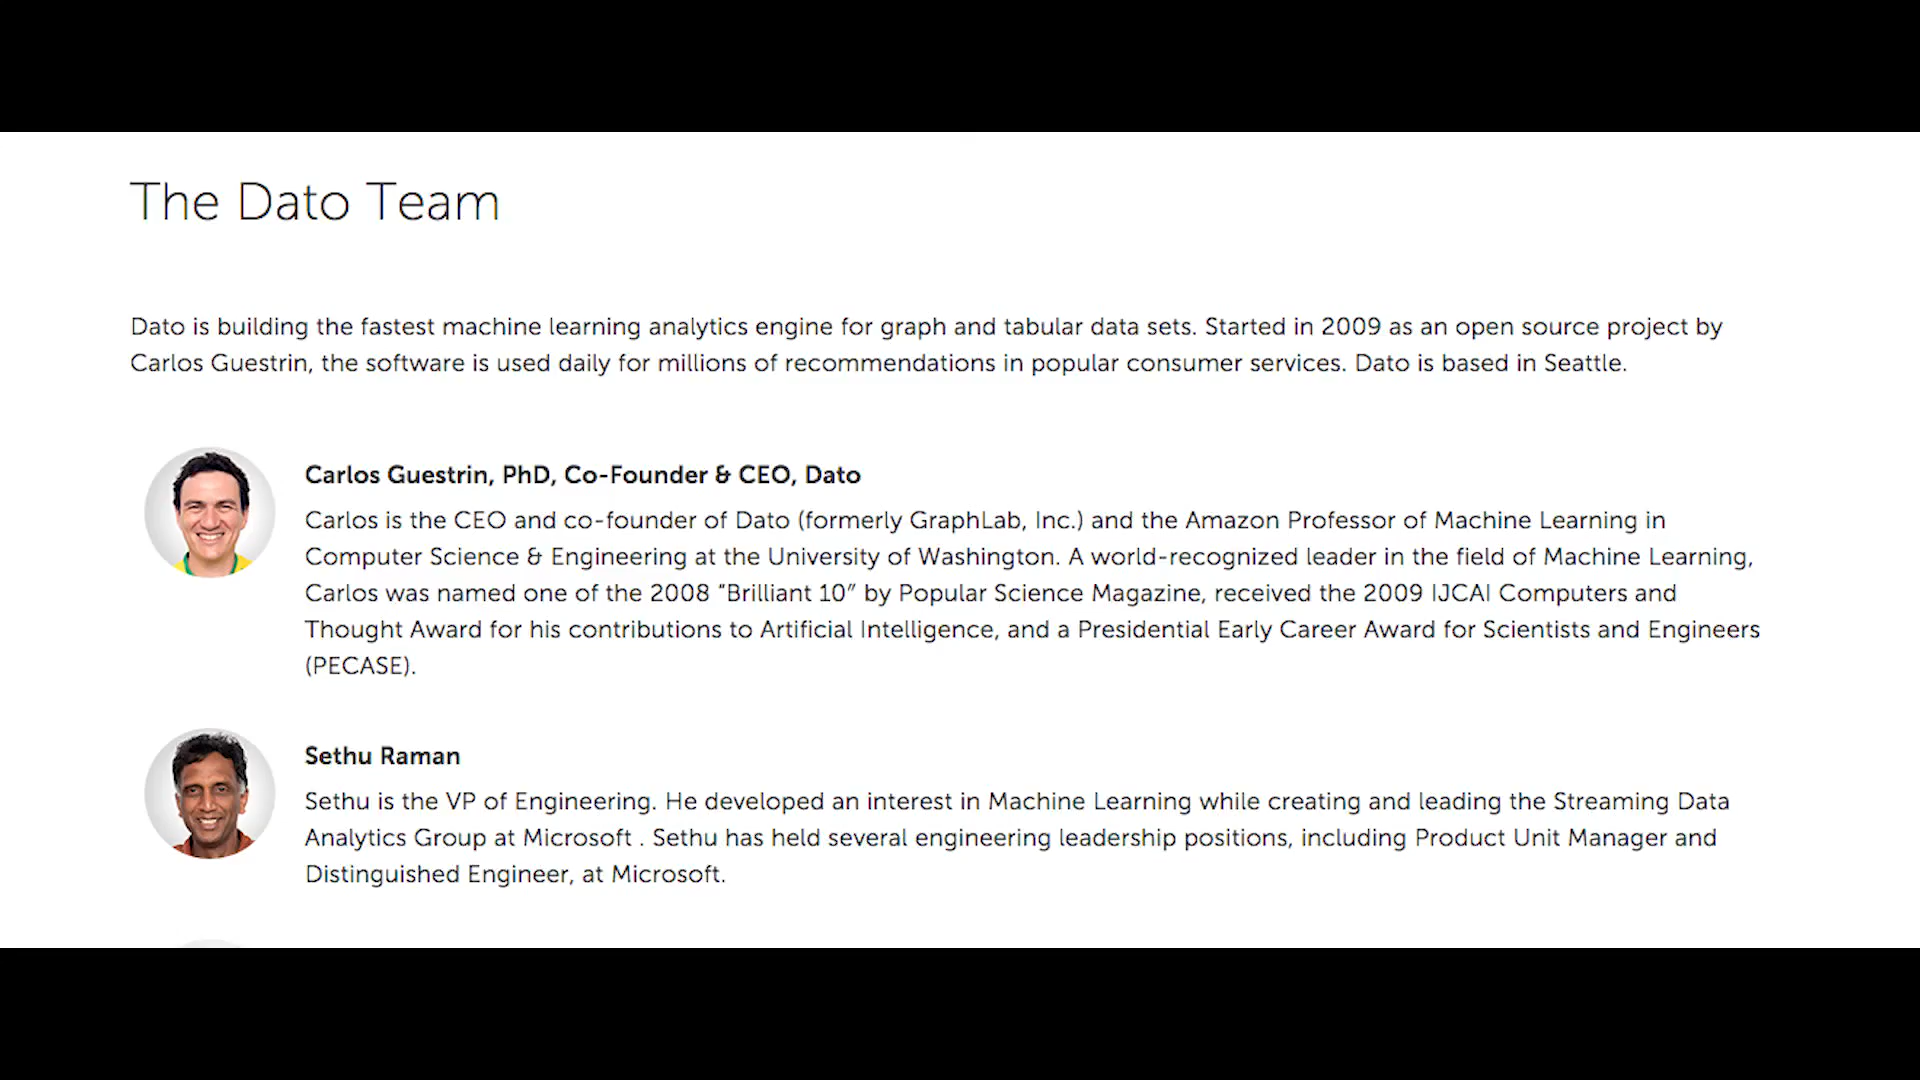 The Dato Team
Dato is building the fastest machine learning analytics engine for graph and tabular data sets. Started in 2009 as an open source project by
Carlos Guestrin, the software is used daily for millions of recommendations in popular consumer services. Dato is based in Seattle.
Carlos Guestrin, PhD, Co-Founder & CEO, Dato
Carlos is the CEO and co-founder of Dato (formerly GraphLab, Inc.) and the Amazon Professor of Machine Learning in
Computer Science & Engineering at the University of Washington. A world-recognized leader in the field of Machine Learning,
Carlos was named one of the 2008 “Brilliant 10” by Popular Science Magazine, received the 2009 IJCAI Computers and
Thought Award for his contributions to Artificial Intelligence, and a Presidential Early Career Award for Scientists and Engineers
(PECASE).
Sethu Raman
Sethu is the VP of Engineering. He developed an interest in Machine Learning while creating and leading the Streaming Data
Analytics Group at Microsoft . Sethu has held several engineering leadership positions, including Product Unit Manager and
Distinguished Engineer, at Microsoft.